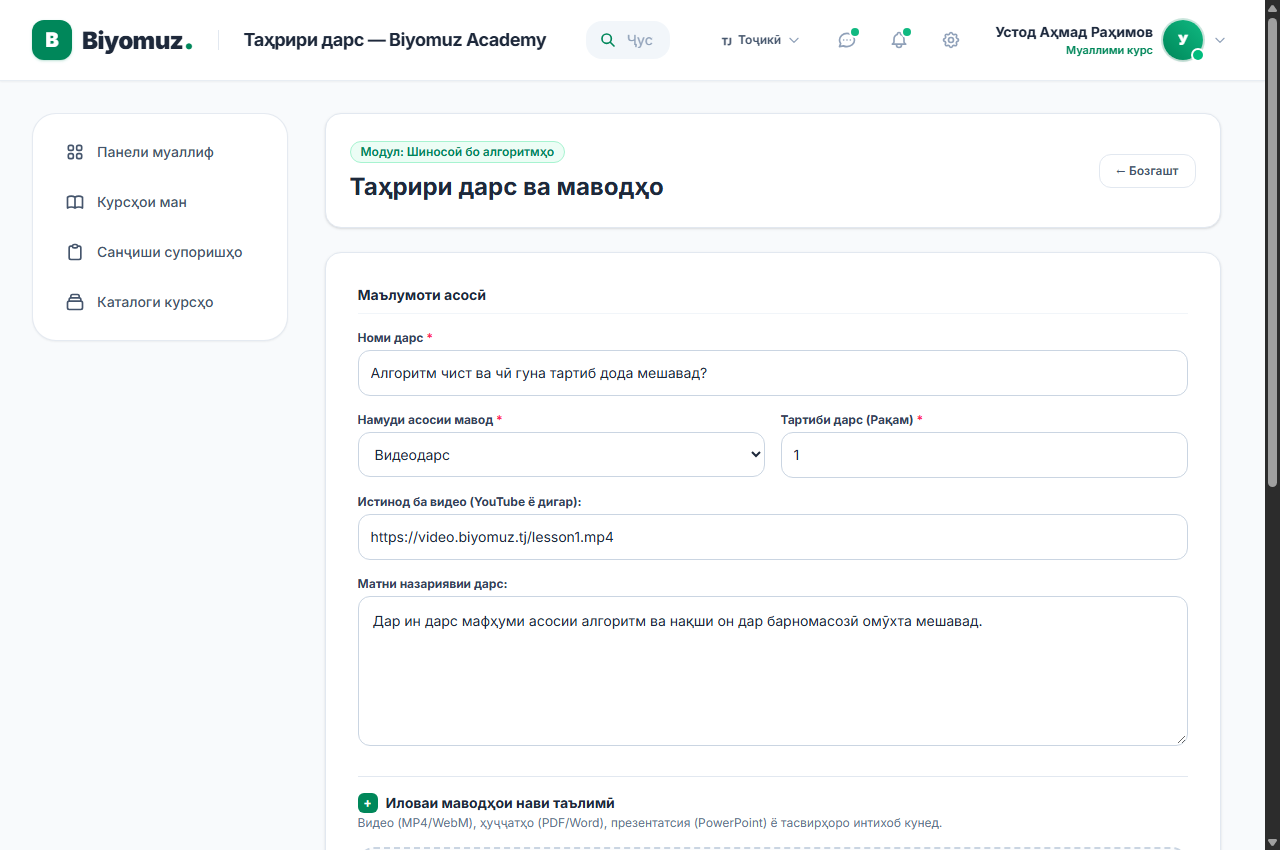 B Biyomuz.
Таҳрири дарс — Biyomuz Academy
Ҷус
TJ Тоҷикӣ
Устод Аҳмад Раҳимов
Муаллими курс
У
Панели муаллиф
Курсҳои ман
Санҷиши супоришҳо
Каталоги курсҳо
Модул: Шиносоӣ бо алгоритмҳо
Таҳрири дарс ва маводҳо
← Бозгашт
Маълумоти асосӣ
Номи дарс *
Алгоритм чист ва чӣ гуна тартиб дода мешавад?
Намуди асосии мавод *
Видеодарс
Тартиби дарс (Рақам) *
1
Истинод ба видео (YouTube ё дигар):
https://video.biyomuz.tj/lesson1.mp4
Матни назариявии дарс:
Дар ин дарс мафҳуми асосии алгоритм ва нақши он дар барномасозӣ омӯхта мешавад.
+ Иловаи маводҳои нави таълимӣ
Видео (MP4/WebM), ҳуҷҷатҳо (PDF/Word), презентатсия (PowerPoint) ё тасвирҳоро интихоб кунед.